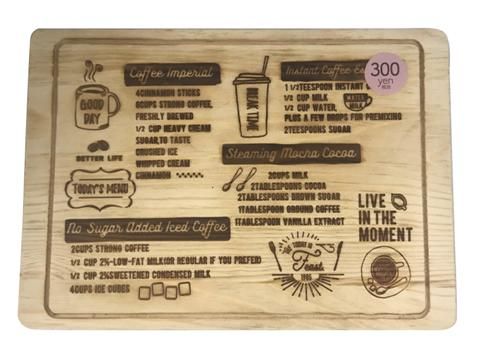 Coffee Imperial
4CINNAMON STICKS
6CUPS STRONG COFFEE,
FRESHLY BREWED
1/2 CUP HEAVY CREAM
SUGAR,TO TASTE
CRUSHED ICE
WHIPPED CREAM
CINNAMON
GOOD
DAY
BETTER LIFE
TODAY'S MENU
BREAK TIME
Instant Coffee
300
yen
1 1/2TEESPOON INSTANT
1/2 CUP MILK
1/2 CUP WATER,
WATER
PLUS A FEW DROPS FOR PREMIXING
2TEESPOONS SUGAR
Steaming Mocha Cocoa
2CUPS MILK
2TABLESPOONS COCOA
2TABLESPOONS BROWN SUGAR
1TABLESPOON GROUND COFFEE
1TABLESPOON VANILLA EXTRACT
No Sugar Added Iced Coffee
2CUPS STRONG COFFEE
1/2 CUP 2%-LOW-FAT MILK(OR REGULAR IF YOU PREFER)
1/2 CUP 2%SWEETENED CONDENSED MILK
4CUPS ICE CUBES
LIVE
IN THE
MOMENT
Feast